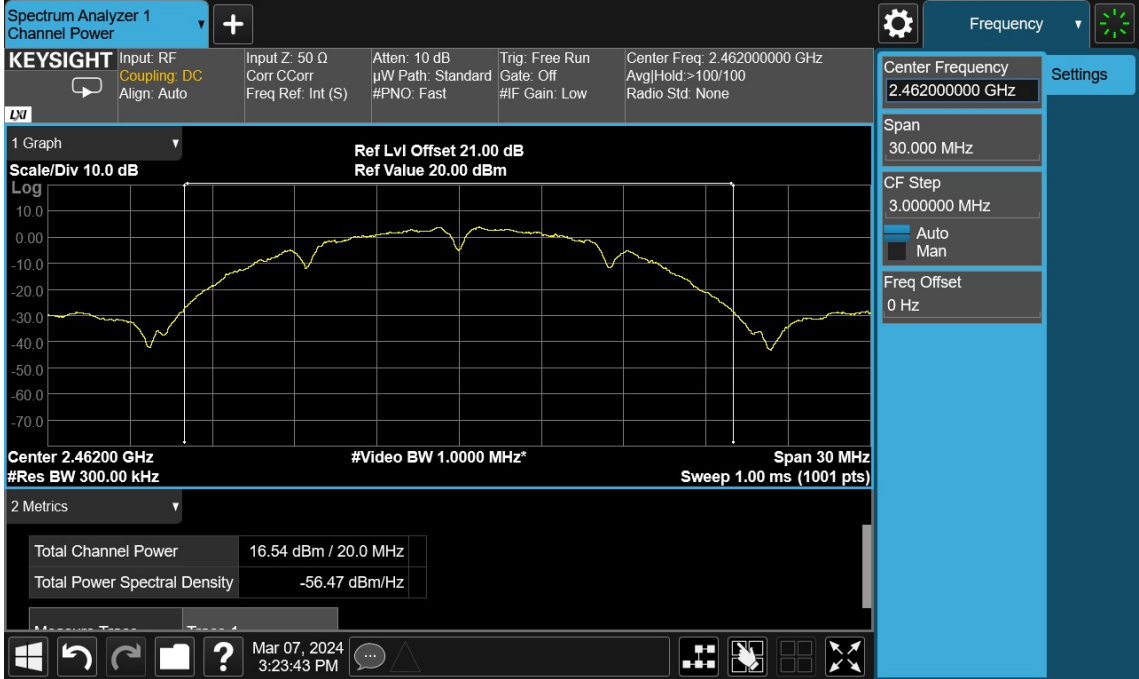 Spectrum Analyzer 1
Channel Power
Frequency
KEYSIGHT
Input: RF
Coupling: DC
Align: Auto
Input Z: 50 Ω
Corr CCorr
Freq Ref: Int (S)
Atten: 10 dB
µW Path: Standard
#PNO: Fast
Trig: Free Run
Gate: Off
#IF Gain: Low
Center Freq: 2.462000000 GHz
Avg|Hold:>100/100
Radio Std: None
LXI
Center Frequency
2.462000000 GHz
Settings
Span
30.000 MHz
CF Step
3.000000 MHz
Auto
Man
Freq Offset
0 Hz
1 Graph
Scale/Div 10.0 dB
Ref Lvl Offset 21.00 dB
Ref Value 20.00 dBm
Log
10.0
0.00
-10.0
-20.0
-30.0
-40.0
-50.0
-60.0
-70.0
Center 2.46200 GHz
#Video BW 1.0000 MHz*
Span 30 MHz
#Res BW 300.00 kHz
Sweep 1.00 ms (1001 pts)
2 Metrics
Total Channel Power 16.54 dBm / 20.0 MHz
Total Power Spectral Density -56.47 dBm/Hz
Measure Trace Trace 1
Mar 07, 2024
3:23:43 PM